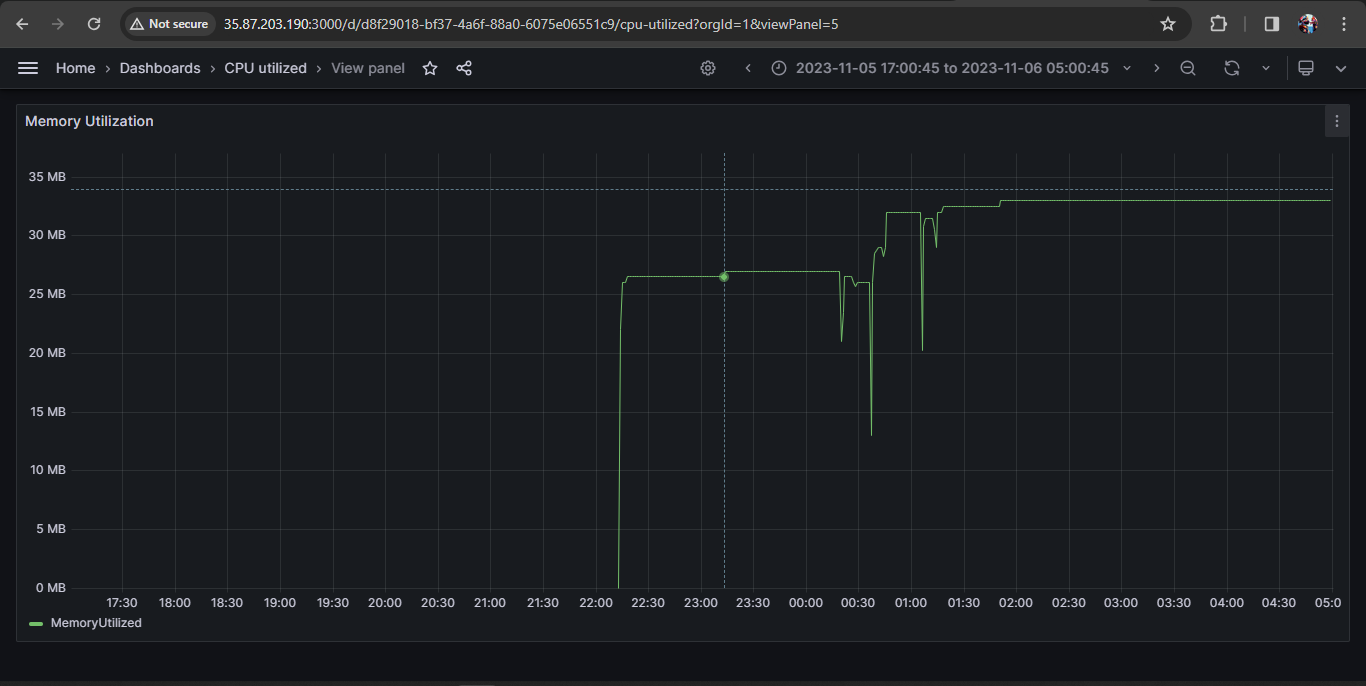 Not secure 35.87.203.190:3000/d/d8f29018-bf37-4a6f-88a0-6075e06551c9/cpu-utilized?orgId=1&viewPanel=5
Home › Dashboards › CPU utilized › View panel 2023-11-05 17:00:45 to 2023-11-06 05:00:45
Memory Utilization
35 MB
30 MB
25 MB
20 MB
15 MB
10 MB
5 MB
0 MB
17:30 18:00 18:30 19:00 19:30 20:00 20:30 21:00 21:30 22:00 22:30 23:00 23:30 00:00 00:30 01:00 01:30 02:00 02:30 03:00 03:30 04:00 04:30 05:0
MemoryUtilized